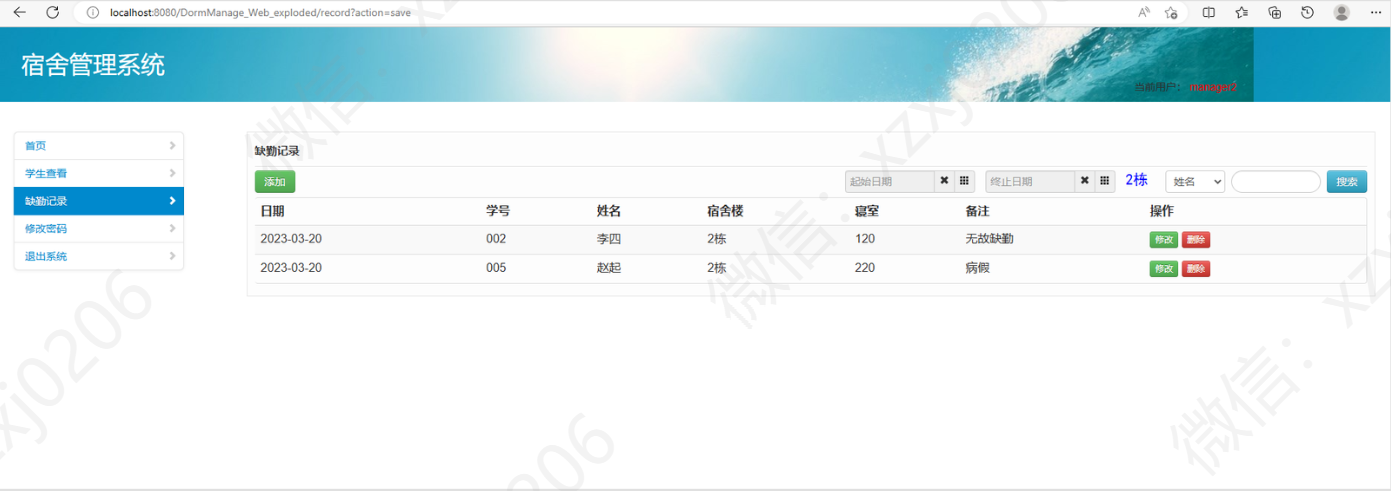 localhost:8080/DormManage_Web_exploded/record?action=save
宿舍管理系统
当前用户： manager2
首页
学生查看
缺勤记录
修改密码
退出系统
缺勤记录
添加 起始日期 终止日期 2栋 姓名 搜索
日期 学号 姓名 宿舍楼 寝室 备注 操作
2023-03-20 002 李四 2栋 120 无故缺勤 修改 删除
2023-03-20 005 赵起 2栋 220 病假 修改 删除
微信：xzxj0206